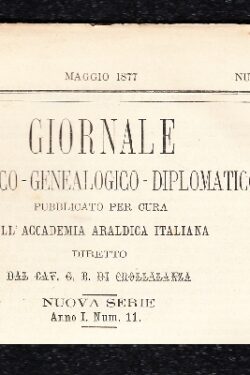 MAGGIO 1877 NU
GIORNALE
CO-GENEALOGICO-DIPLOMATICO
PUBBLICATO PER CURA
LL'ACCADEMIA ARALDICA ITALIANA
DIRETTO
DAL CAV. G. B. DI CROLLALANZA
NUOVA SERIE
Anno I. Num. 11.